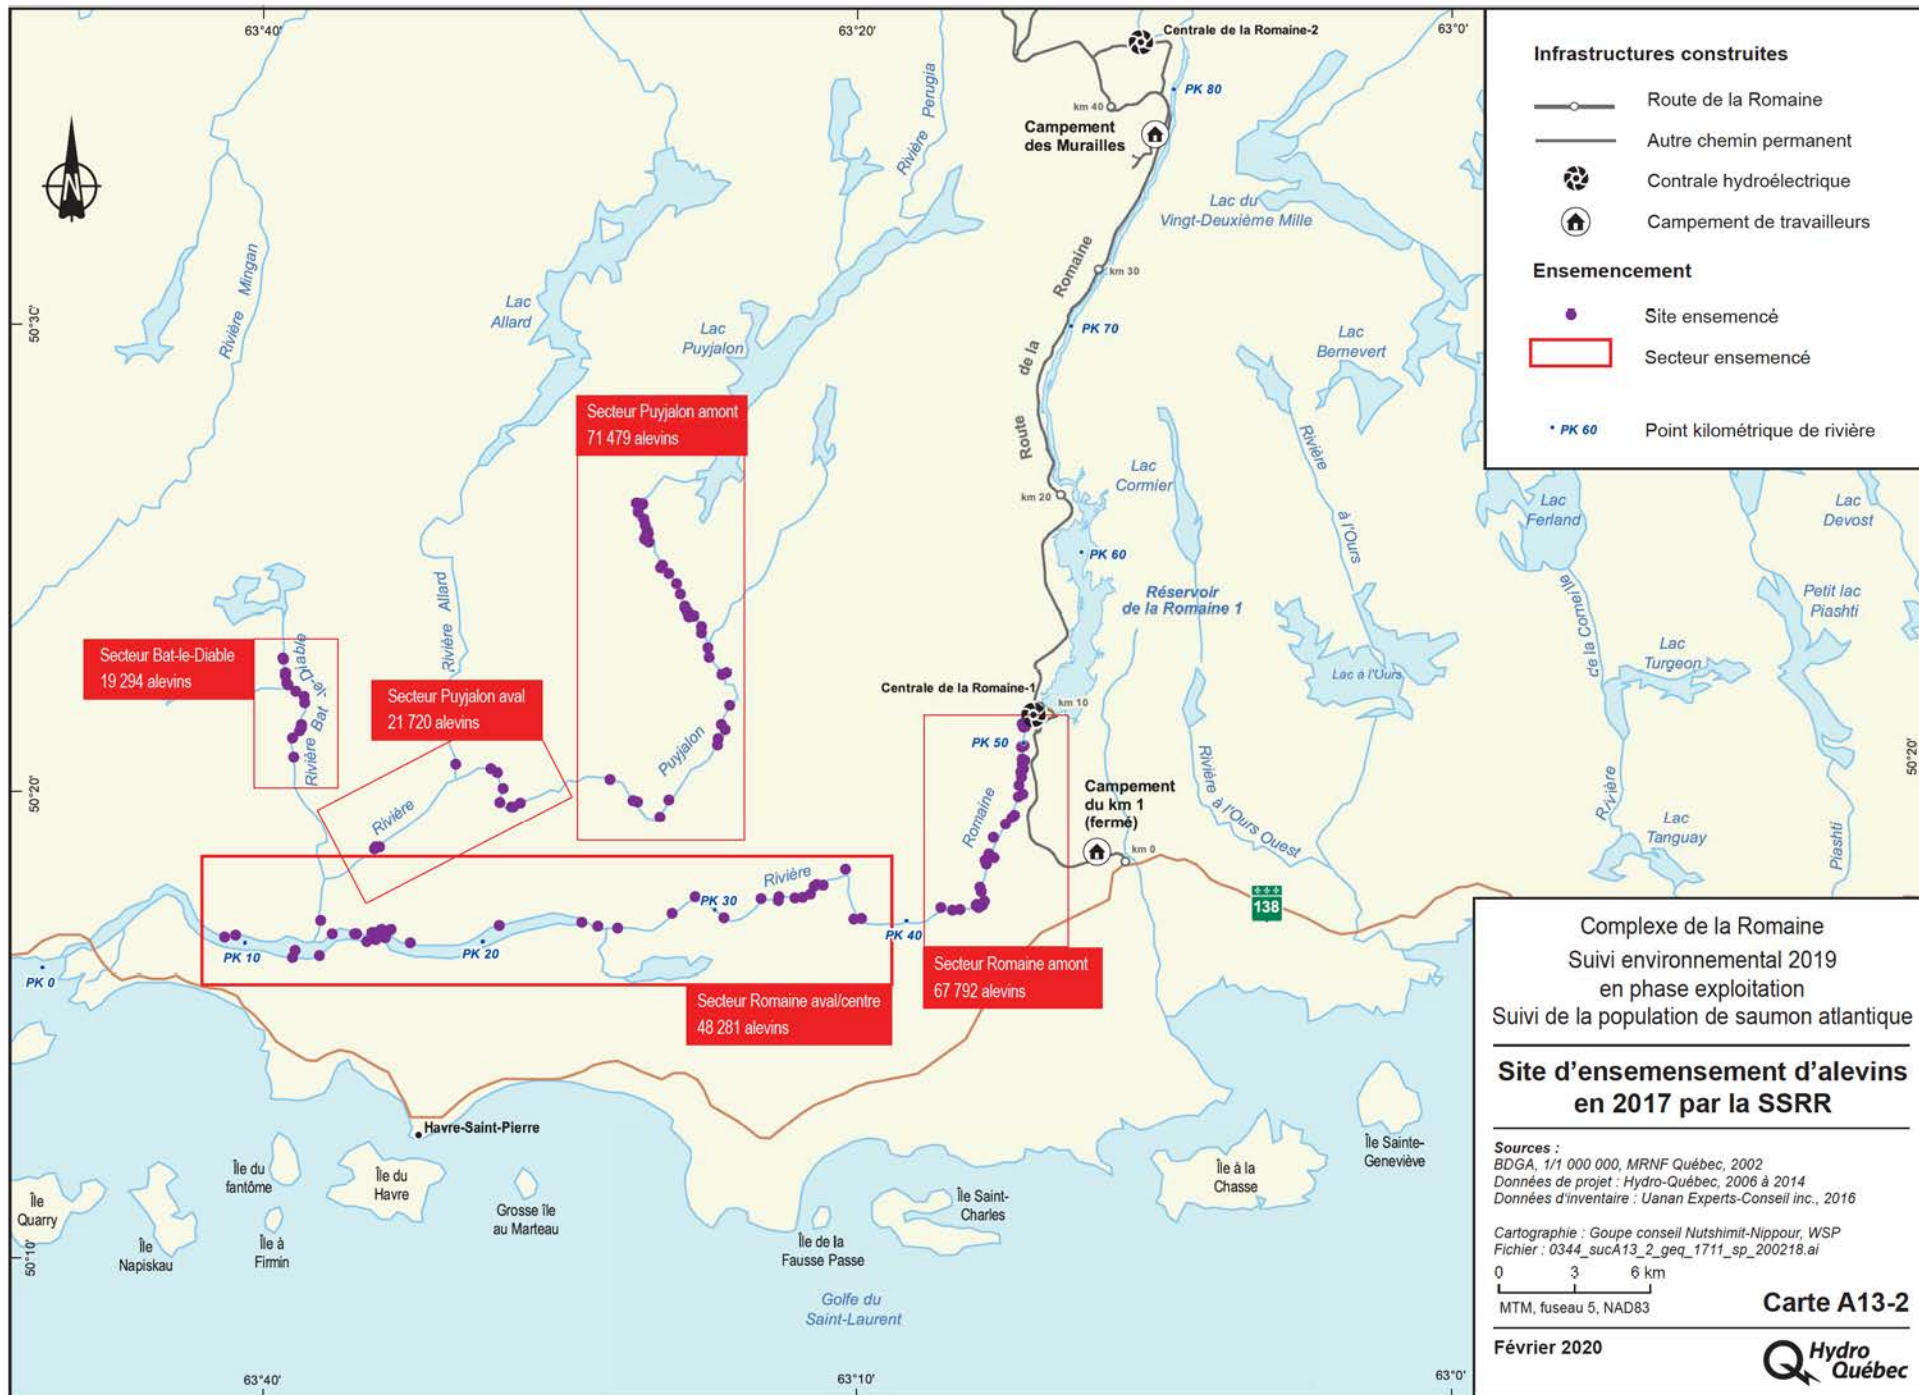 63°40'
63°20'
63°0'
Centrale de la Romaine-2
PK 80
km 40
Campement
des Murailles
Rivière Perugia
Rivière Mingan
Lac du
Vingt-Deuxième Mille
Lac
Allard
Lac
Puyjalon
km 30
Route de la Romaine
PK 70
50°30'
Lac
Bernevert
Secteur Puyjalon amont
71 479 alevins
Rivière
à l'Ours
Lac
Cormier
km 20
PK 60
Lac
Ferland
Lac
Devost
Réservoir
de la Romaine 1
Rivière Allard
Rivière
de la Corneille
Petit lac
Piashti
Secteur Bat-le-Diable
19 294 alevins
Rivière Bat-le-Diable
Secteur Puyjalon aval
21 720 alevins
Centrale de la Romaine-1
km 10
Lac
Turgeon
Lac à l'Ours
PK 50
Puyjalon
Rivière
50°20'
50°20'
Romaine
Campement
du km 1
(fermé)
km 0
Rivière
à l'Ours Ouest
Lac
Tanguay
Piashti
Rivière
PK 30
PK 40
138
PK 20
PK 10
PK 0
Secteur Romaine amont
67 792 alevins
Secteur Romaine aval/centre
48 281 alevins
Havre-Saint-Pierre
Île
Quarry
Île
Napiskau
Île du
fantôme
Île à
Firmin
Île du
Havre
Grosse île
au Marteau
Île de la
Fausse Passe
Île Saint-
Charles
Île à la
Chasse
Île Sainte-
Geneviève
Golfe du
Saint-Laurent
50°10'
63°40'
63°10'
63°0'
Infrastructures construites
Route de la Romaine
Autre chemin permanent
Contrale hydroélectrique
Campement de travailleurs
Ensemencement
Site ensemencé
Secteur ensemencé
PK 60 Point kilométrique de rivière
N
Complexe de la Romaine
Suivi environnemental 2019
en phase exploitation
Suivi de la population de saumon atlantique
Site d'ensemensement d'alevins
en 2017 par la SSRR
Sources :
BDGA, 1/1 000 000, MRNF Québec, 2002
Données de projet : Hydro-Québec, 2006 à 2014
Données d'inventaire : Uanan Experts-Conseil inc., 2016
Cartographie : Goupe conseil Nutshimit-Nippour, WSP
Fichier : 0344_sucA13_2_geq_1711_sp_200218.ai
0 3 6 km
MTM, fuseau 5, NAD83
Carte A13-2
Février 2020
Hydro
Québec